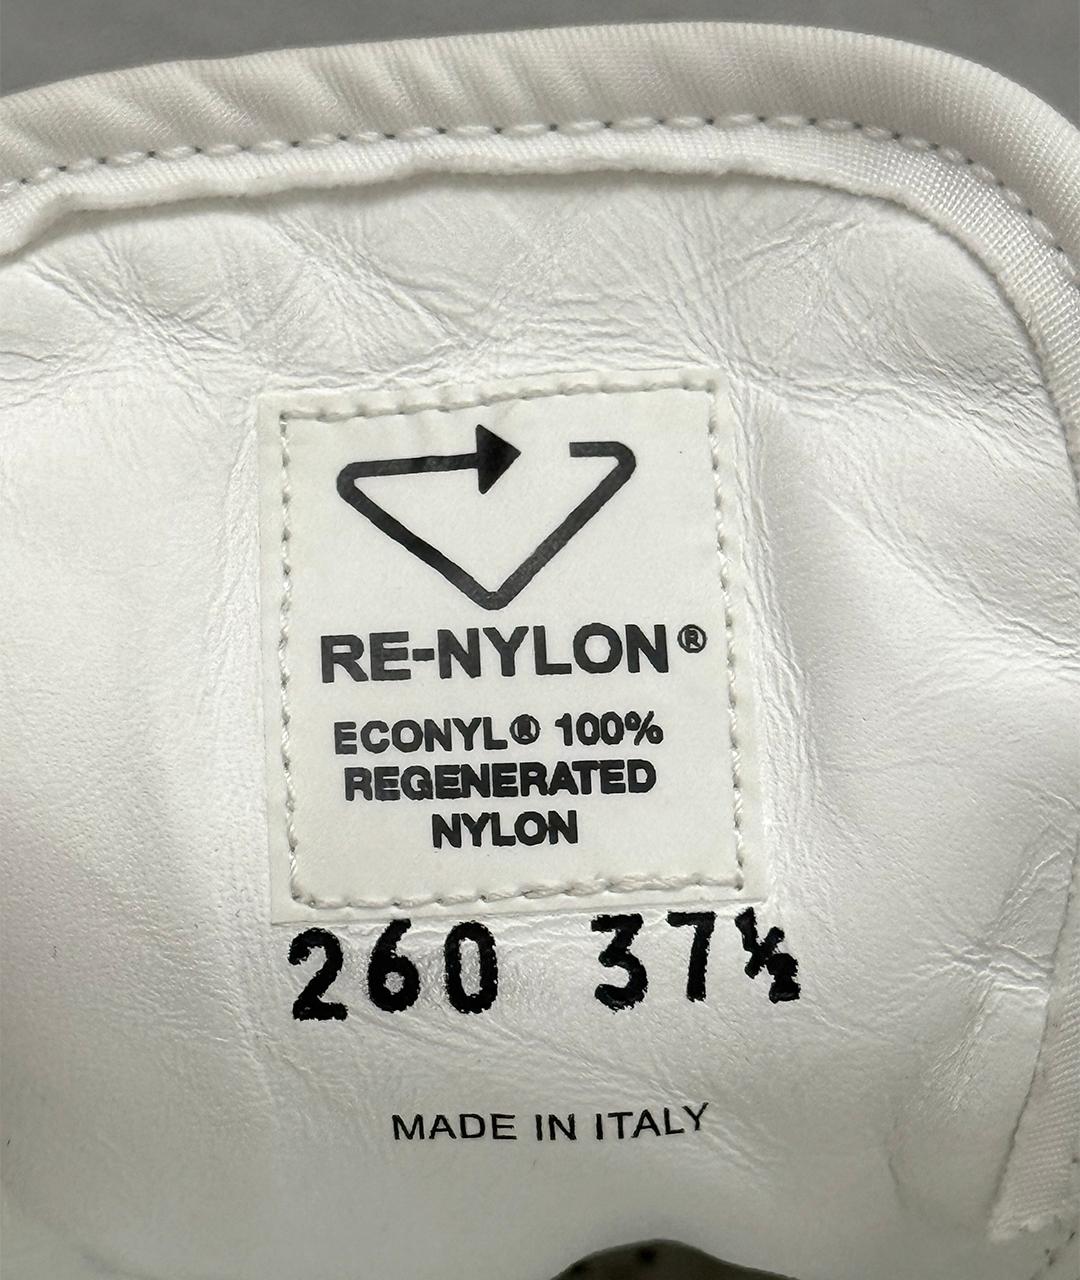 RE-NYLON®
ECONYL® 100%
REGENERATED
NYLON
260 37½
MADE IN ITALY